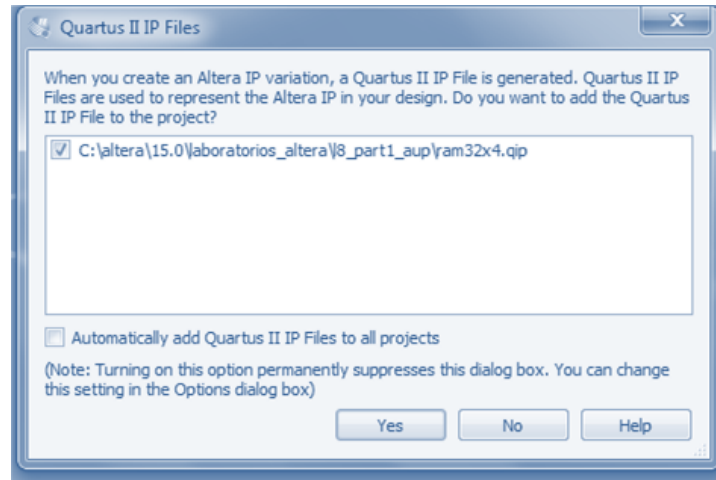 Quartus II IP Files
When you create an Altera IP variation, a Quartus II IP File is generated. Quartus II IP
Files are used to represent the Altera IP in your design. Do you want to add the Quartus
II IP File to the project?
C:\altera\15.0\laboratorios_altera\l8_part1_aup\ram32x4.qip
Automatically add Quartus II IP Files to all projects
(Note: Turning on this option permanently suppresses this dialog box. You can change
this setting in the Options dialog box)
Yes No Help